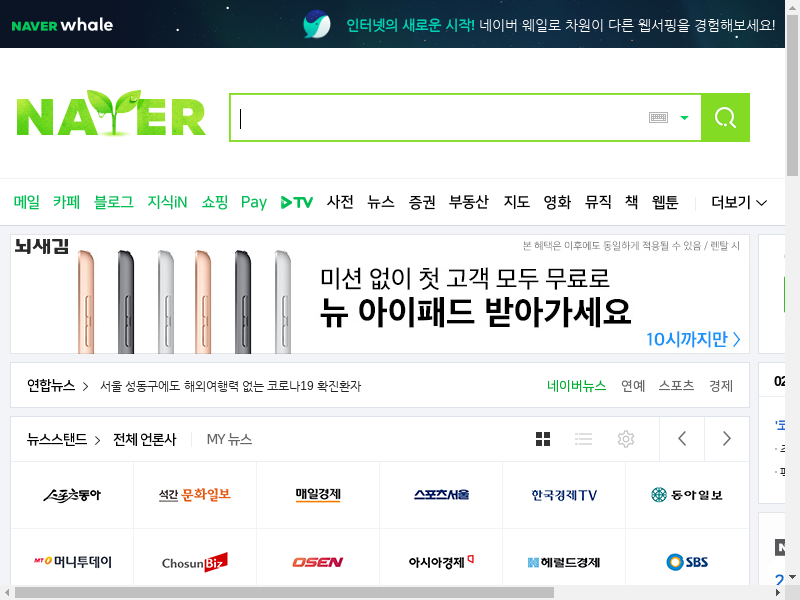 NAVER whale
인터넷의 새로운 시작! 네이버 웨일로 차원이 다른 웹서핑을 경험해보세요!
NAVER
메일 카페 블로그 지식iN 쇼핑 Pay TV 사전 뉴스 증권 부동산 지도 영화 뮤직 책 웹툰 더보기
뇌새김
본 혜택은 이후에도 동일하게 적용될 수 있음 / 렌탈 시
미션 없이 첫 고객 모두 무료로
뉴 아이패드 받아가세요
10시까지만
연합뉴스 서울 성동구에도 해외여행력 없는 코로나19 확진환자 네이버뉴스 연예 스포츠 경제
02
뉴스스탠드 전체 언론사 MY 뉴스
스포츠동아 석간 문화일보 매일경제 스포츠서울 한국경제TV 동아일보
MT 머니투데이 ChosunBiz OSEN 아시아경제 헤럴드경제 SBS